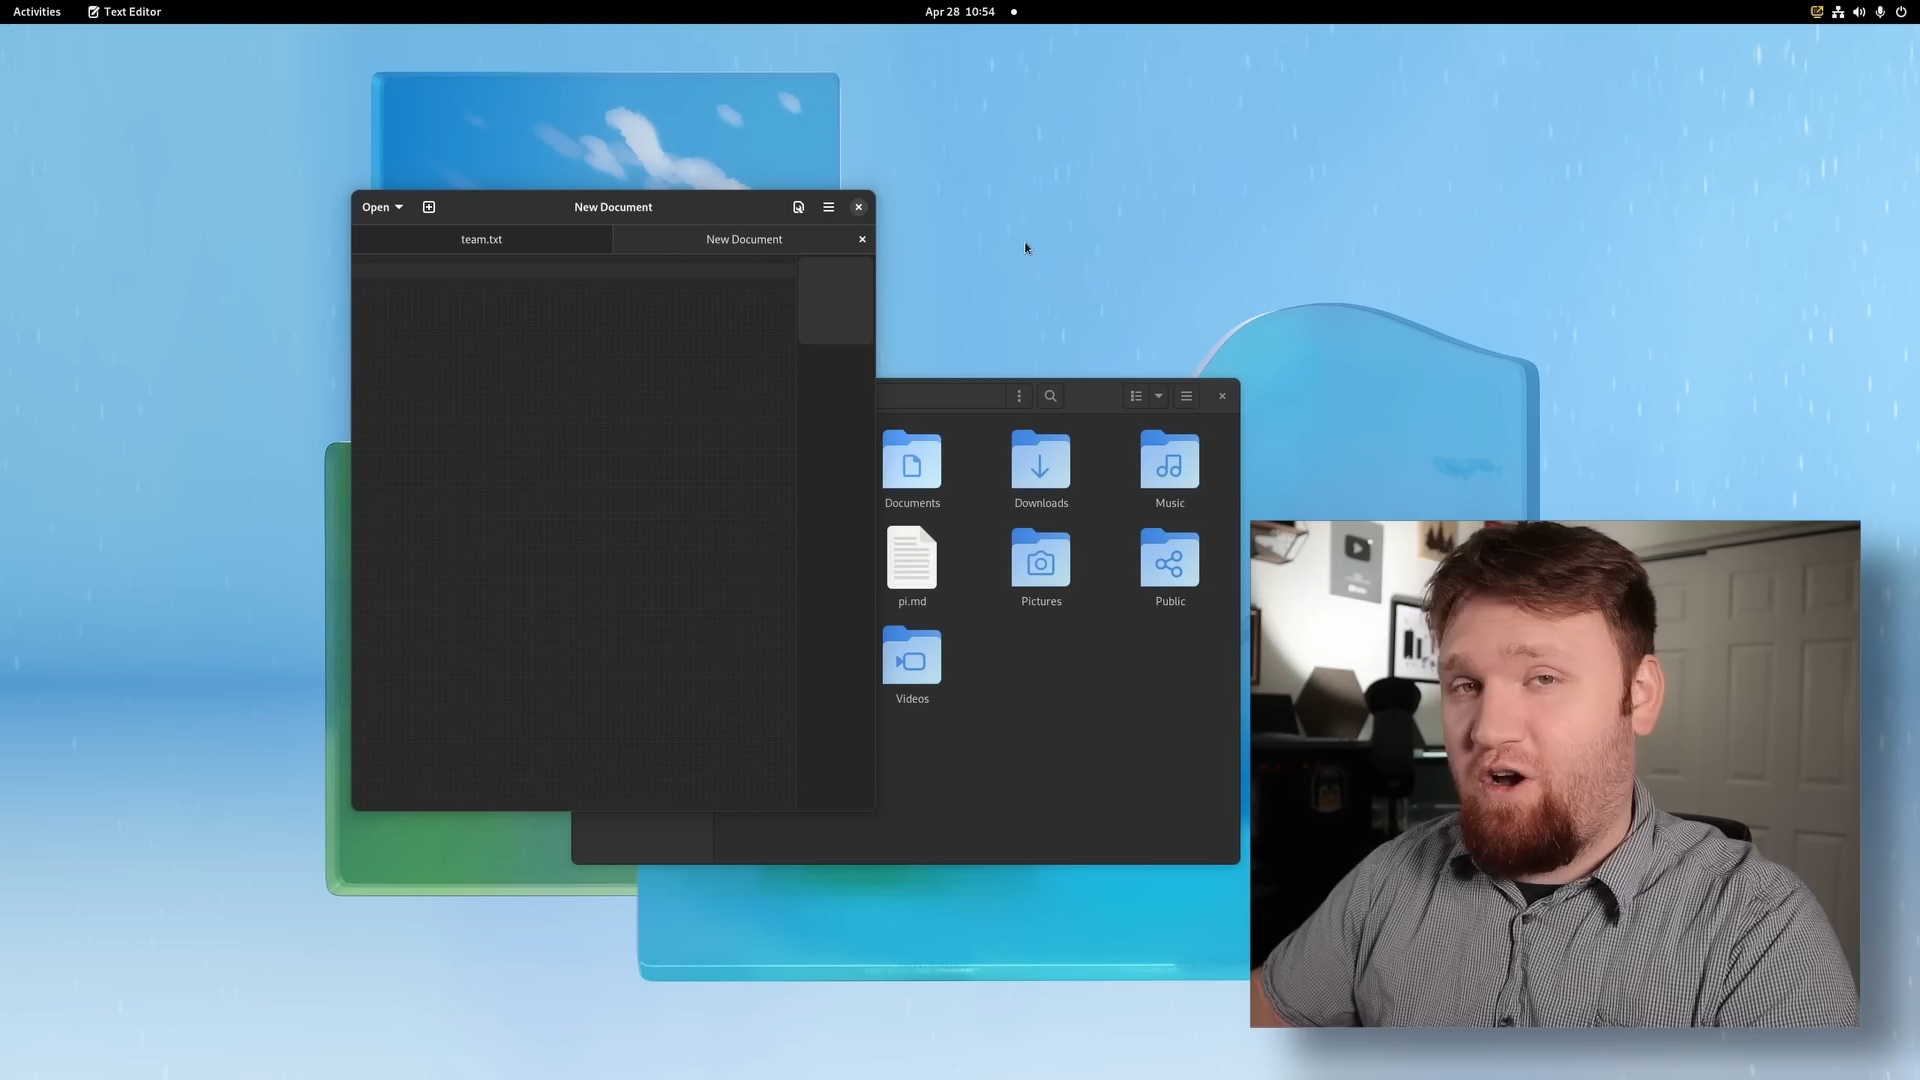 Activities
Text Editor
Apr 28 10:54
Open
New Document
team.txt
New Document
Documents
Downloads
Music
pi.md
Pictures
Public
Videos